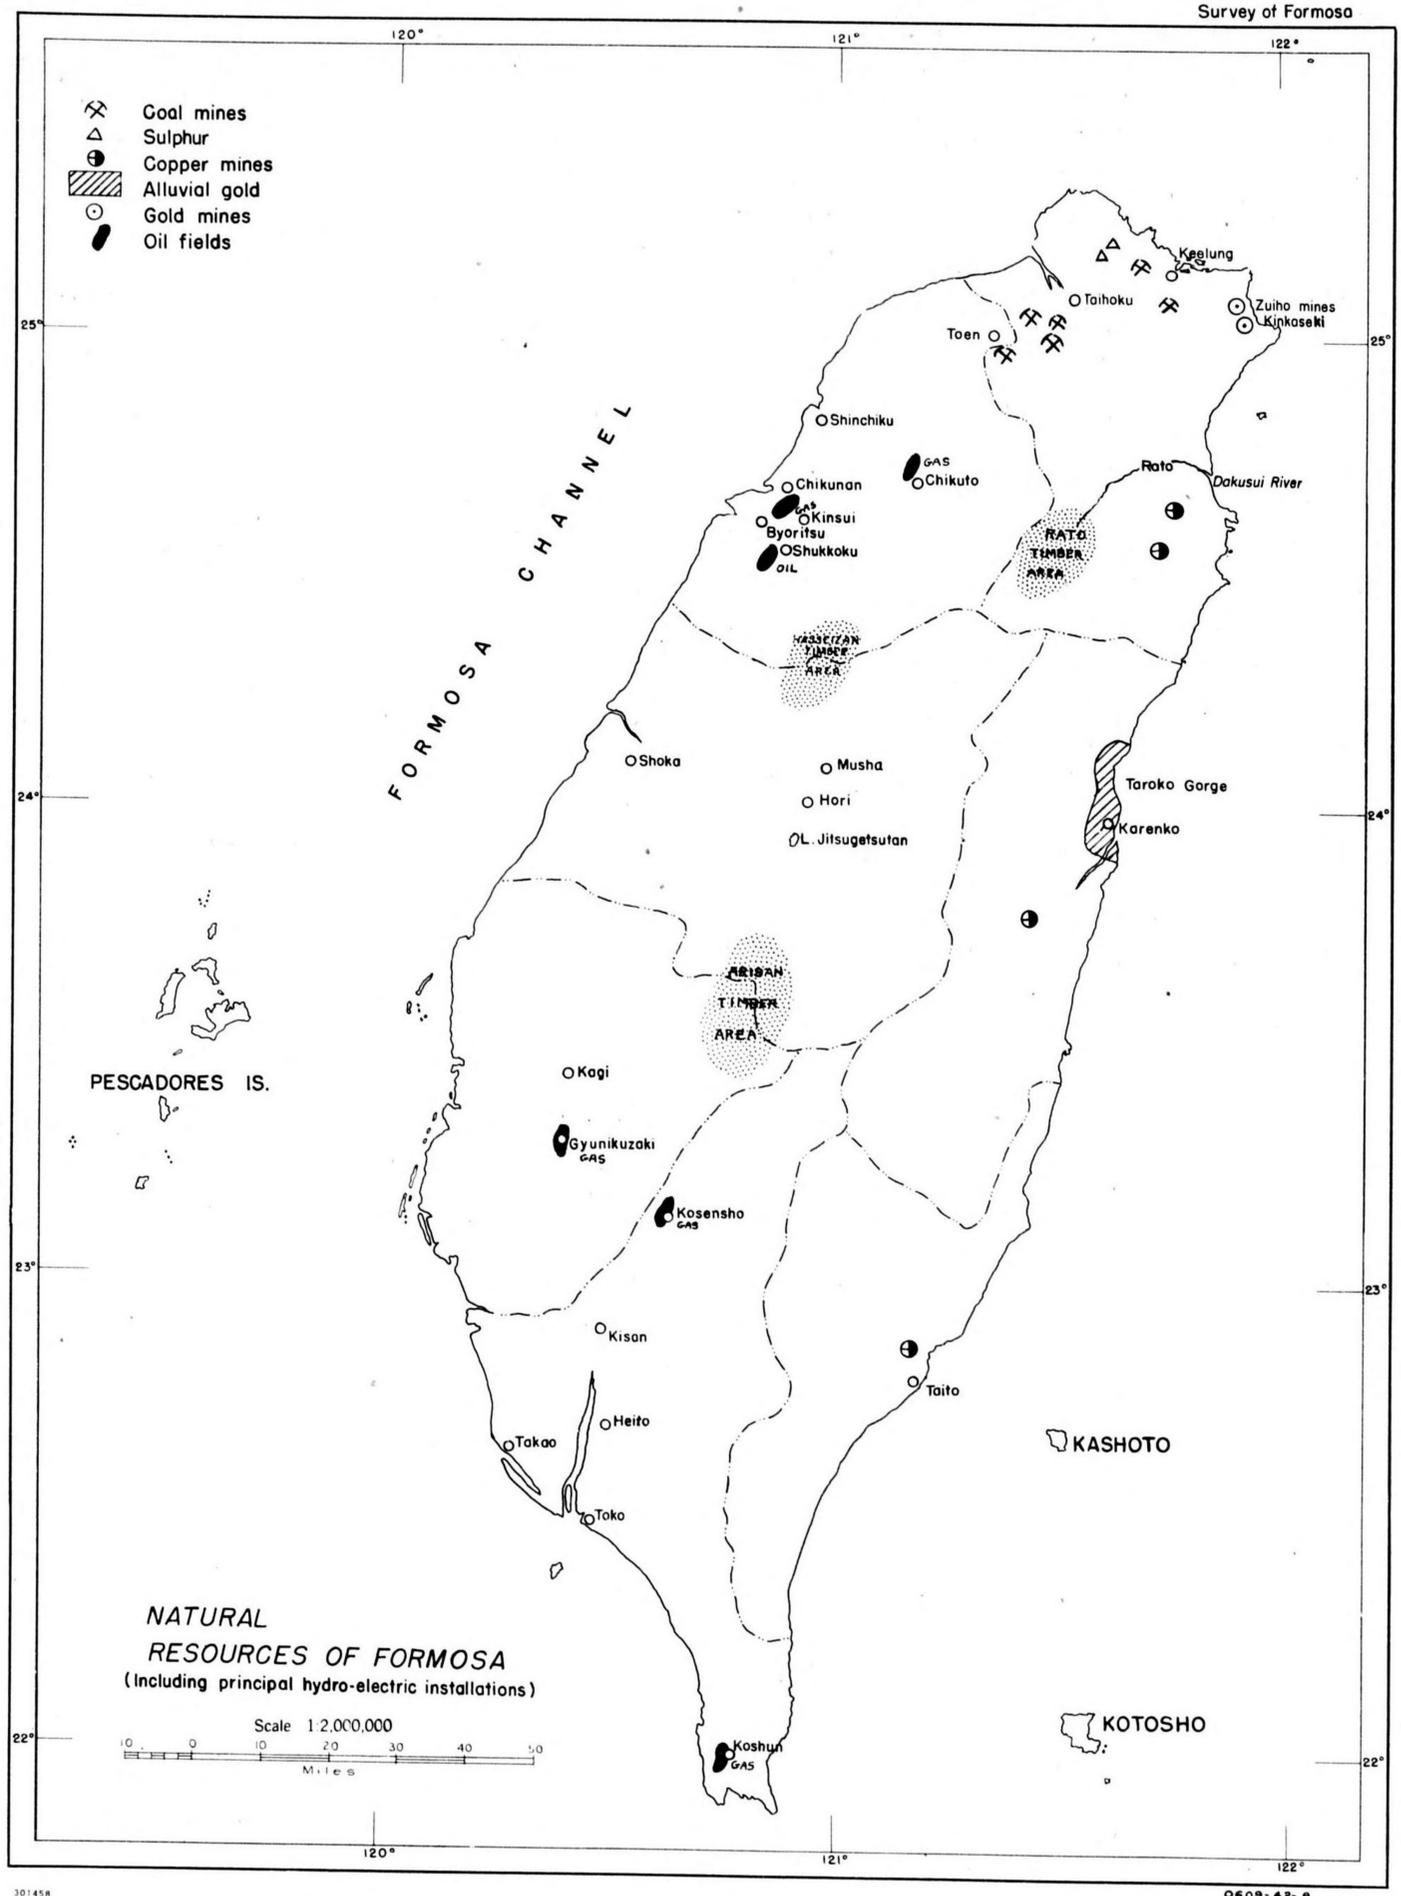 Survey of Formosa
120°
121°
122°
Coal mines
Sulphur
Copper mines
Alluvial gold
Gold mines
Oil fields
Keelung
Taihoku
Zuiho mines
Kinkaseki
25°
25°
Toen
Shinchiku
GAS
Chikuto
Rato
Dakusui River
Chikunan
GAS
Kinsui
Byoritsu
Shukkoku
OIL
RATO
TIMBER
AREA
FORMOSA CHANNEL
HASSEIZAN
TIMBER
AREA
Shoka
Musha
Hori
L. Jitsugetsutan
Taroko Gorge
Karenko
24°
24°
ARISAN
TIMBER
AREA
PESCADORES IS.
Kagi
Gyunikuzaki
GAS
Kosensho
GAS
23°
23°
Kisan
Taito
Heito
Takao
KASHOTO
Toko
NATURAL
RESOURCES OF FORMOSA
(Including principal hydro-electric installations)
Scale 1:2,000,000
10 0 10 20 30 40 50
Miles
KOTOSHO
Koshun
GAS
22°
22°
120°
121°
122°
301458